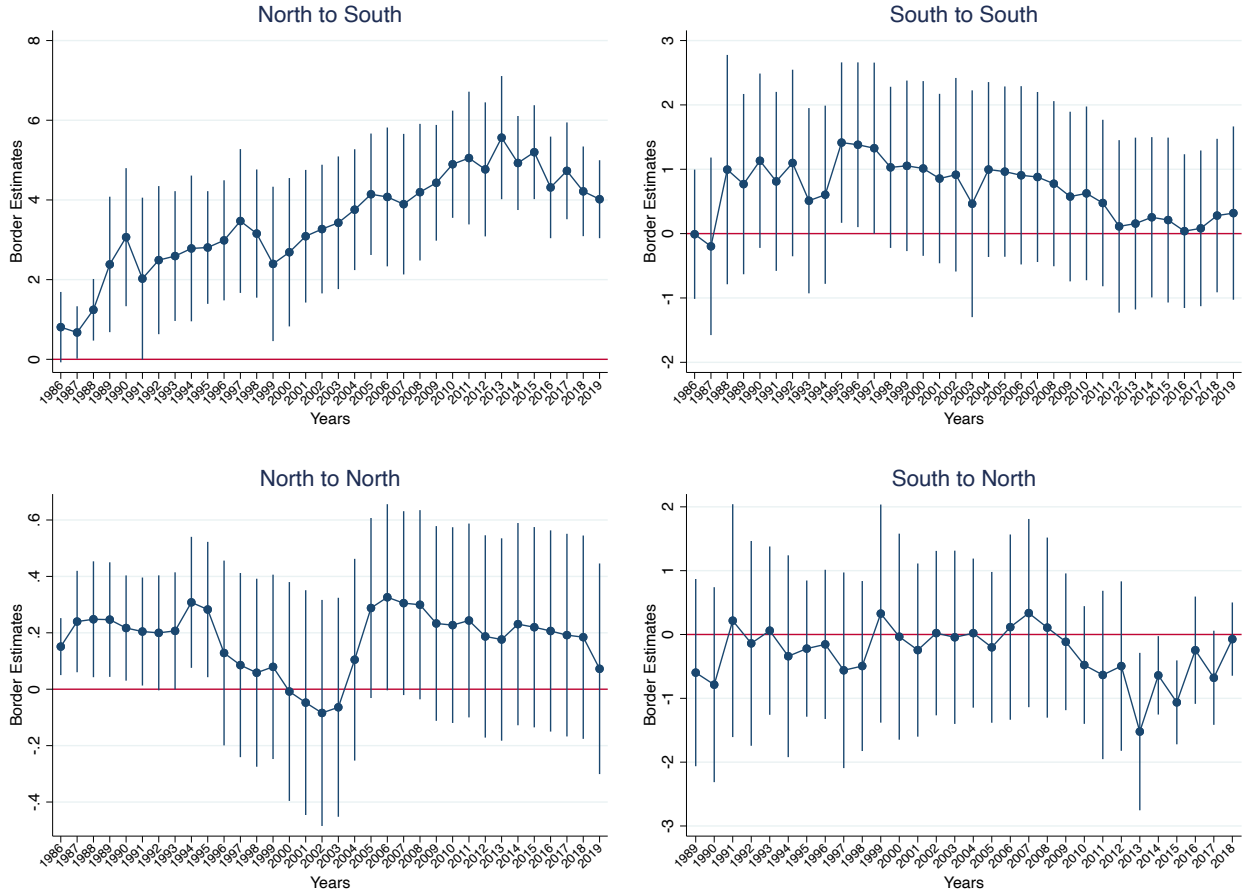 North to South
Border Estimates
8
6
4
2
0
1986 1987 1988 1989 1990 1991 1992 1993 1994 1995 1996 1997 1998 1999 2000 2001 2002 2003 2004 2005 2006 2007 2008 2009 2010 2011 2012 2013 2014 2015 2016 2017 2018 2019
Years
South to South
Border Estimates
3
2
1
0
-1
-2
1986 1987 1988 1989 1990 1991 1992 1993 1994 1995 1996 1997 1998 1999 2000 2001 2002 2003 2004 2005 2006 2007 2008 2009 2010 2011 2012 2013 2014 2015 2016 2017 2018 2019
Years
North to North
Border Estimates
.6
.4
.2
0
-.2
-.4
1986 1987 1988 1989 1990 1991 1992 1993 1994 1995 1996 1997 1998 1999 2000 2001 2002 2003 2004 2005 2006 2007 2008 2009 2010 2011 2012 2013 2014 2015 2016 2017 2018 2019
Years
South to North
Border Estimates
2
1
0
-1
-2
-3
1989 1990 1991 1992 1993 1994 1995 1996 1997 1998 1999 2000 2001 2002 2003 2004 2005 2006 2007 2008 2009 2010 2011 2012 2013 2014 2015 2016 2017 2018
Years